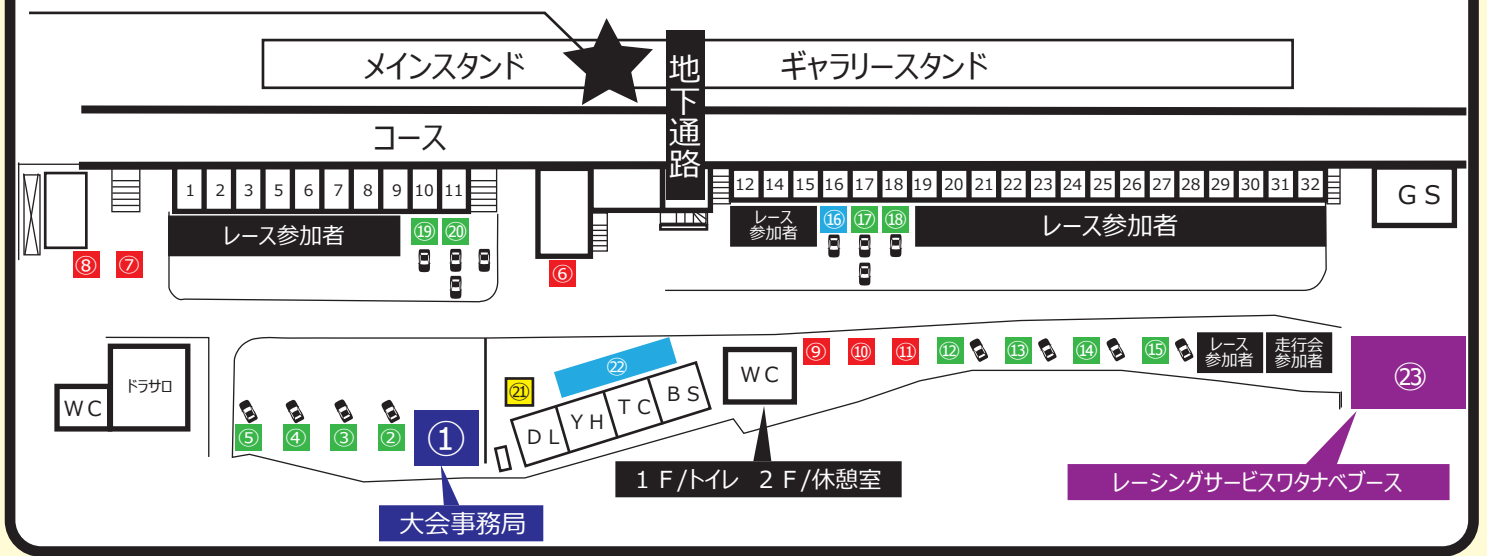 メインスタンド
ギャラリースタンド
地下通路
コース
1 2 3 5 6 7 8 9 10 11
12 14 15 16 17 18 19 20 21 22 23 24 25 26 27 28 29 30 31 32
GS
レース参加者
⑲ ⑳
レース
参加者
⑯ ⑰ ⑱
レース参加者
⑧ ⑦
⑥
ドラサロ
WC
⑤ ④ ③ ② ①
大会事務局
㉑
㉒
DL YH TC BS
WC
1F/トイレ 2F/休憩室
⑨ ⑩ ⑪ ⑫ ⑬ ⑭ ⑮
レース
参加者
走行会
参加者
㉓
レーシングサービスワタナベブース